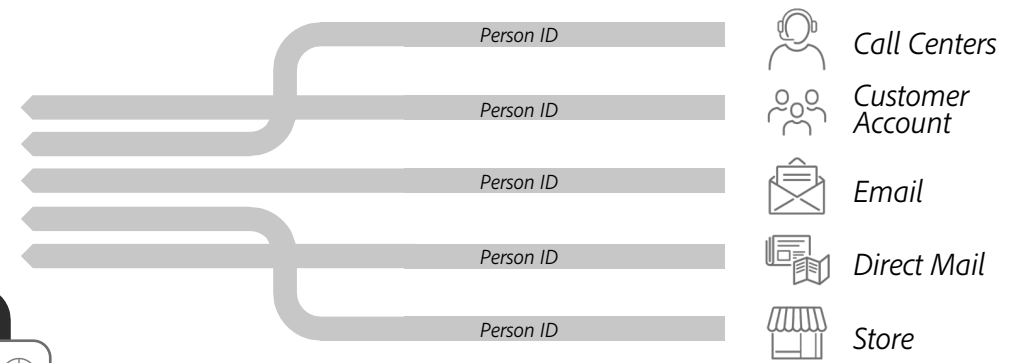 Person ID
Call Centers
Person ID
Customer
Account
Person ID
Email
Person ID
Direct Mail
Person ID
Store